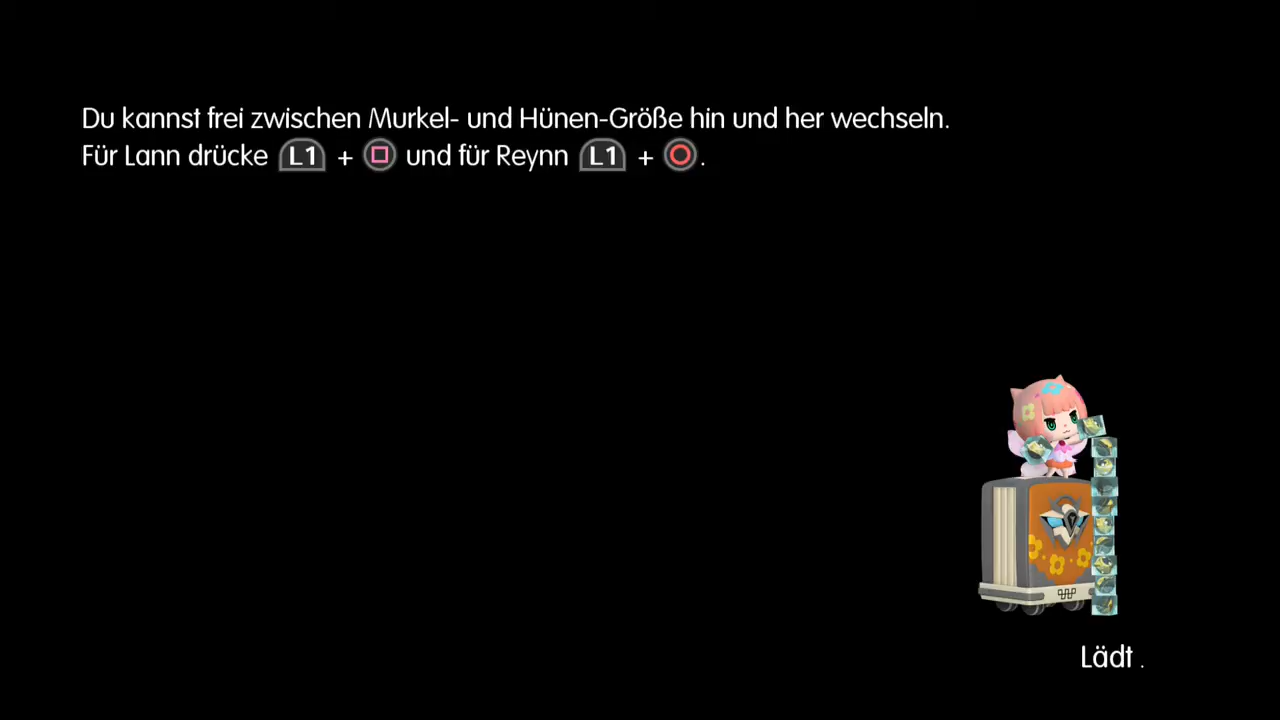 Du kannst frei zwischen Murkel- und Hünen-Größe hin und her wechseln.
Für Lann drücke L1 + □ und für Reynn L1 + ○.
Lädt .